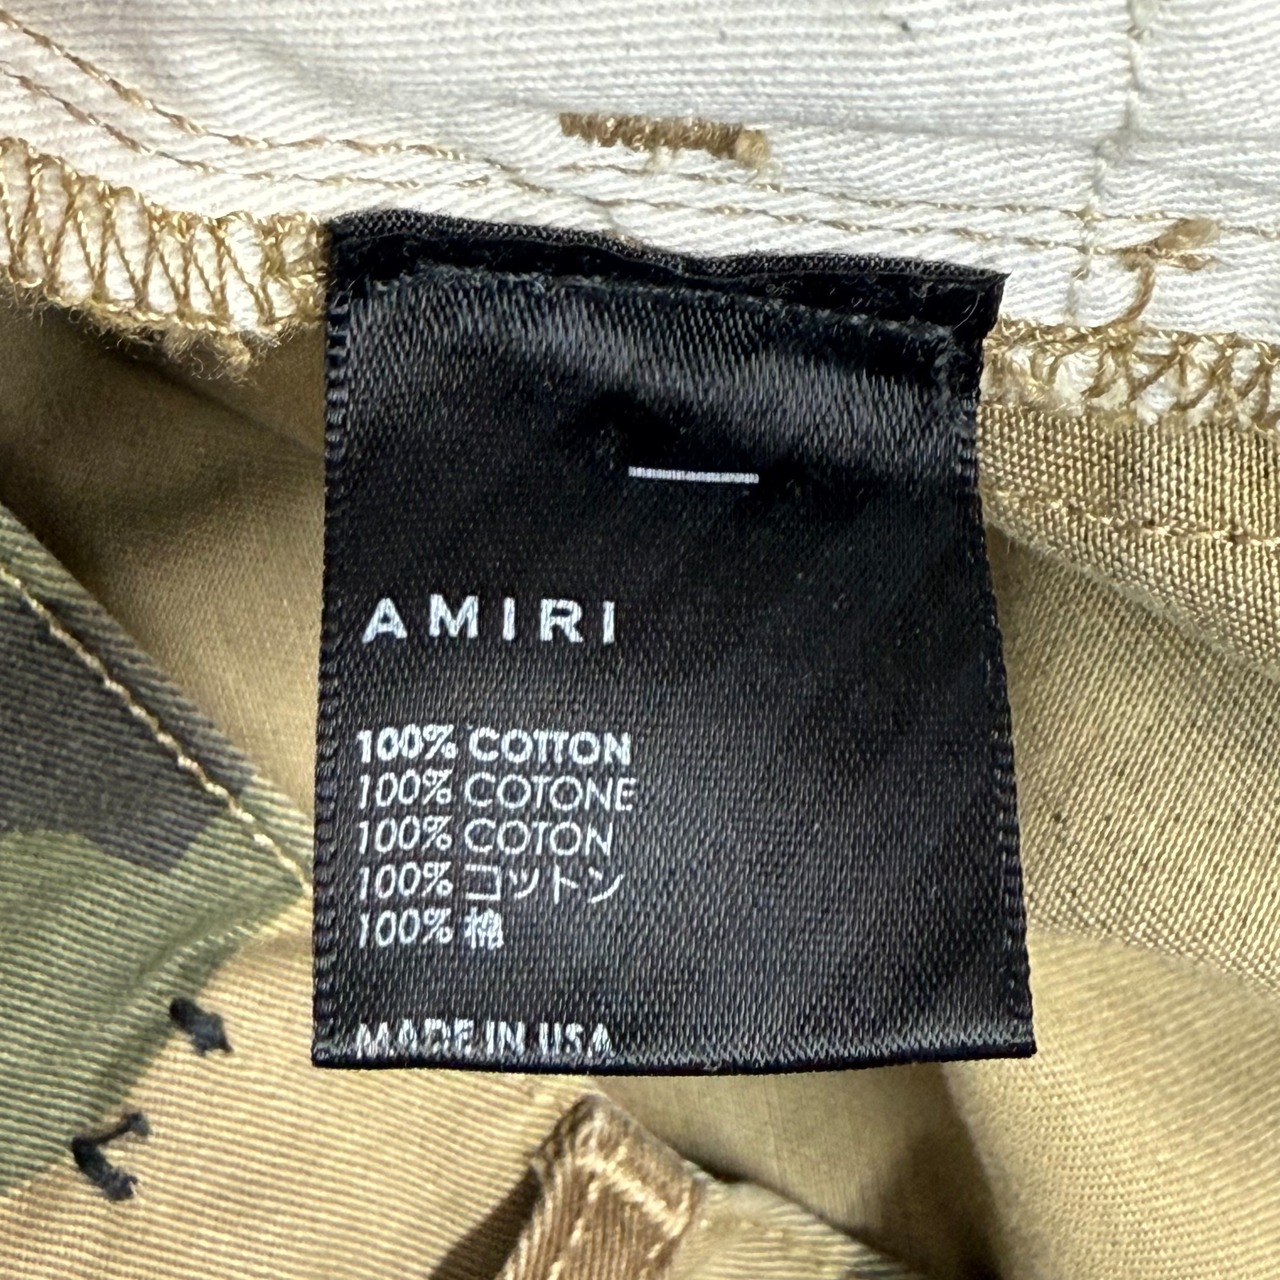 AMIRI
100% COTTON
100% COTONE
100% COTON
100% コットン
100% 棉
MADE IN USA